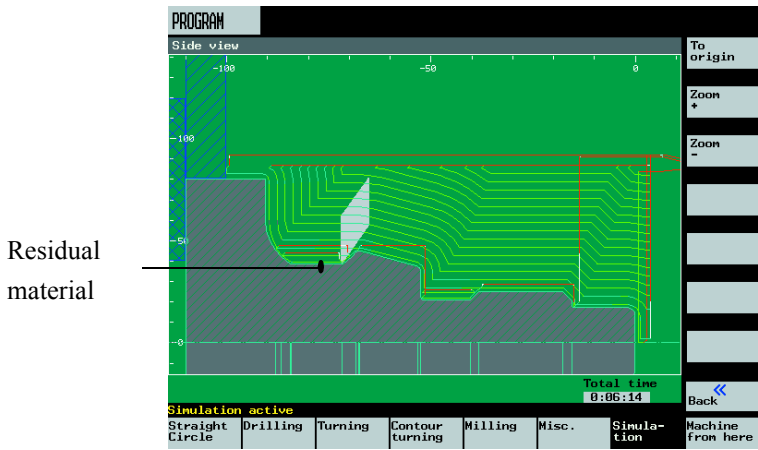 PROGRAM
Side view
-100
-50
0
-100
-50
-0
To
origin
Zoom
+
Zoom
-
Residual
material
Total time
0:06:14
Back
Simulation active
Straight
Circle
Drilling
Turning
Contour
turning
Milling
Misc.
Simula-
tion
Machine
from here